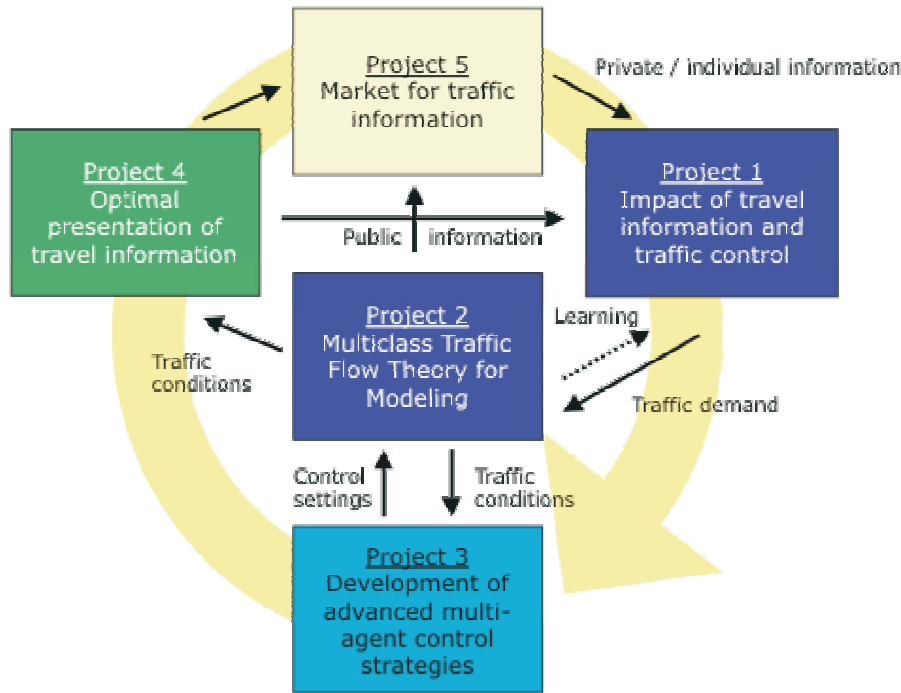 Project 5
Market for traffic
information
Private / individual information
Project 4
Optimal
presentation of
travel information
Project 1
Impact of travel
information and
traffic control
Public information
Project 2
Multiclass Traffic
Flow Theory for
Modeling
Learning
Traffic
conditions
Traffic demand
Control
settings
Traffic
conditions
Project 3
Development of
advanced multi-
agent control
strategies